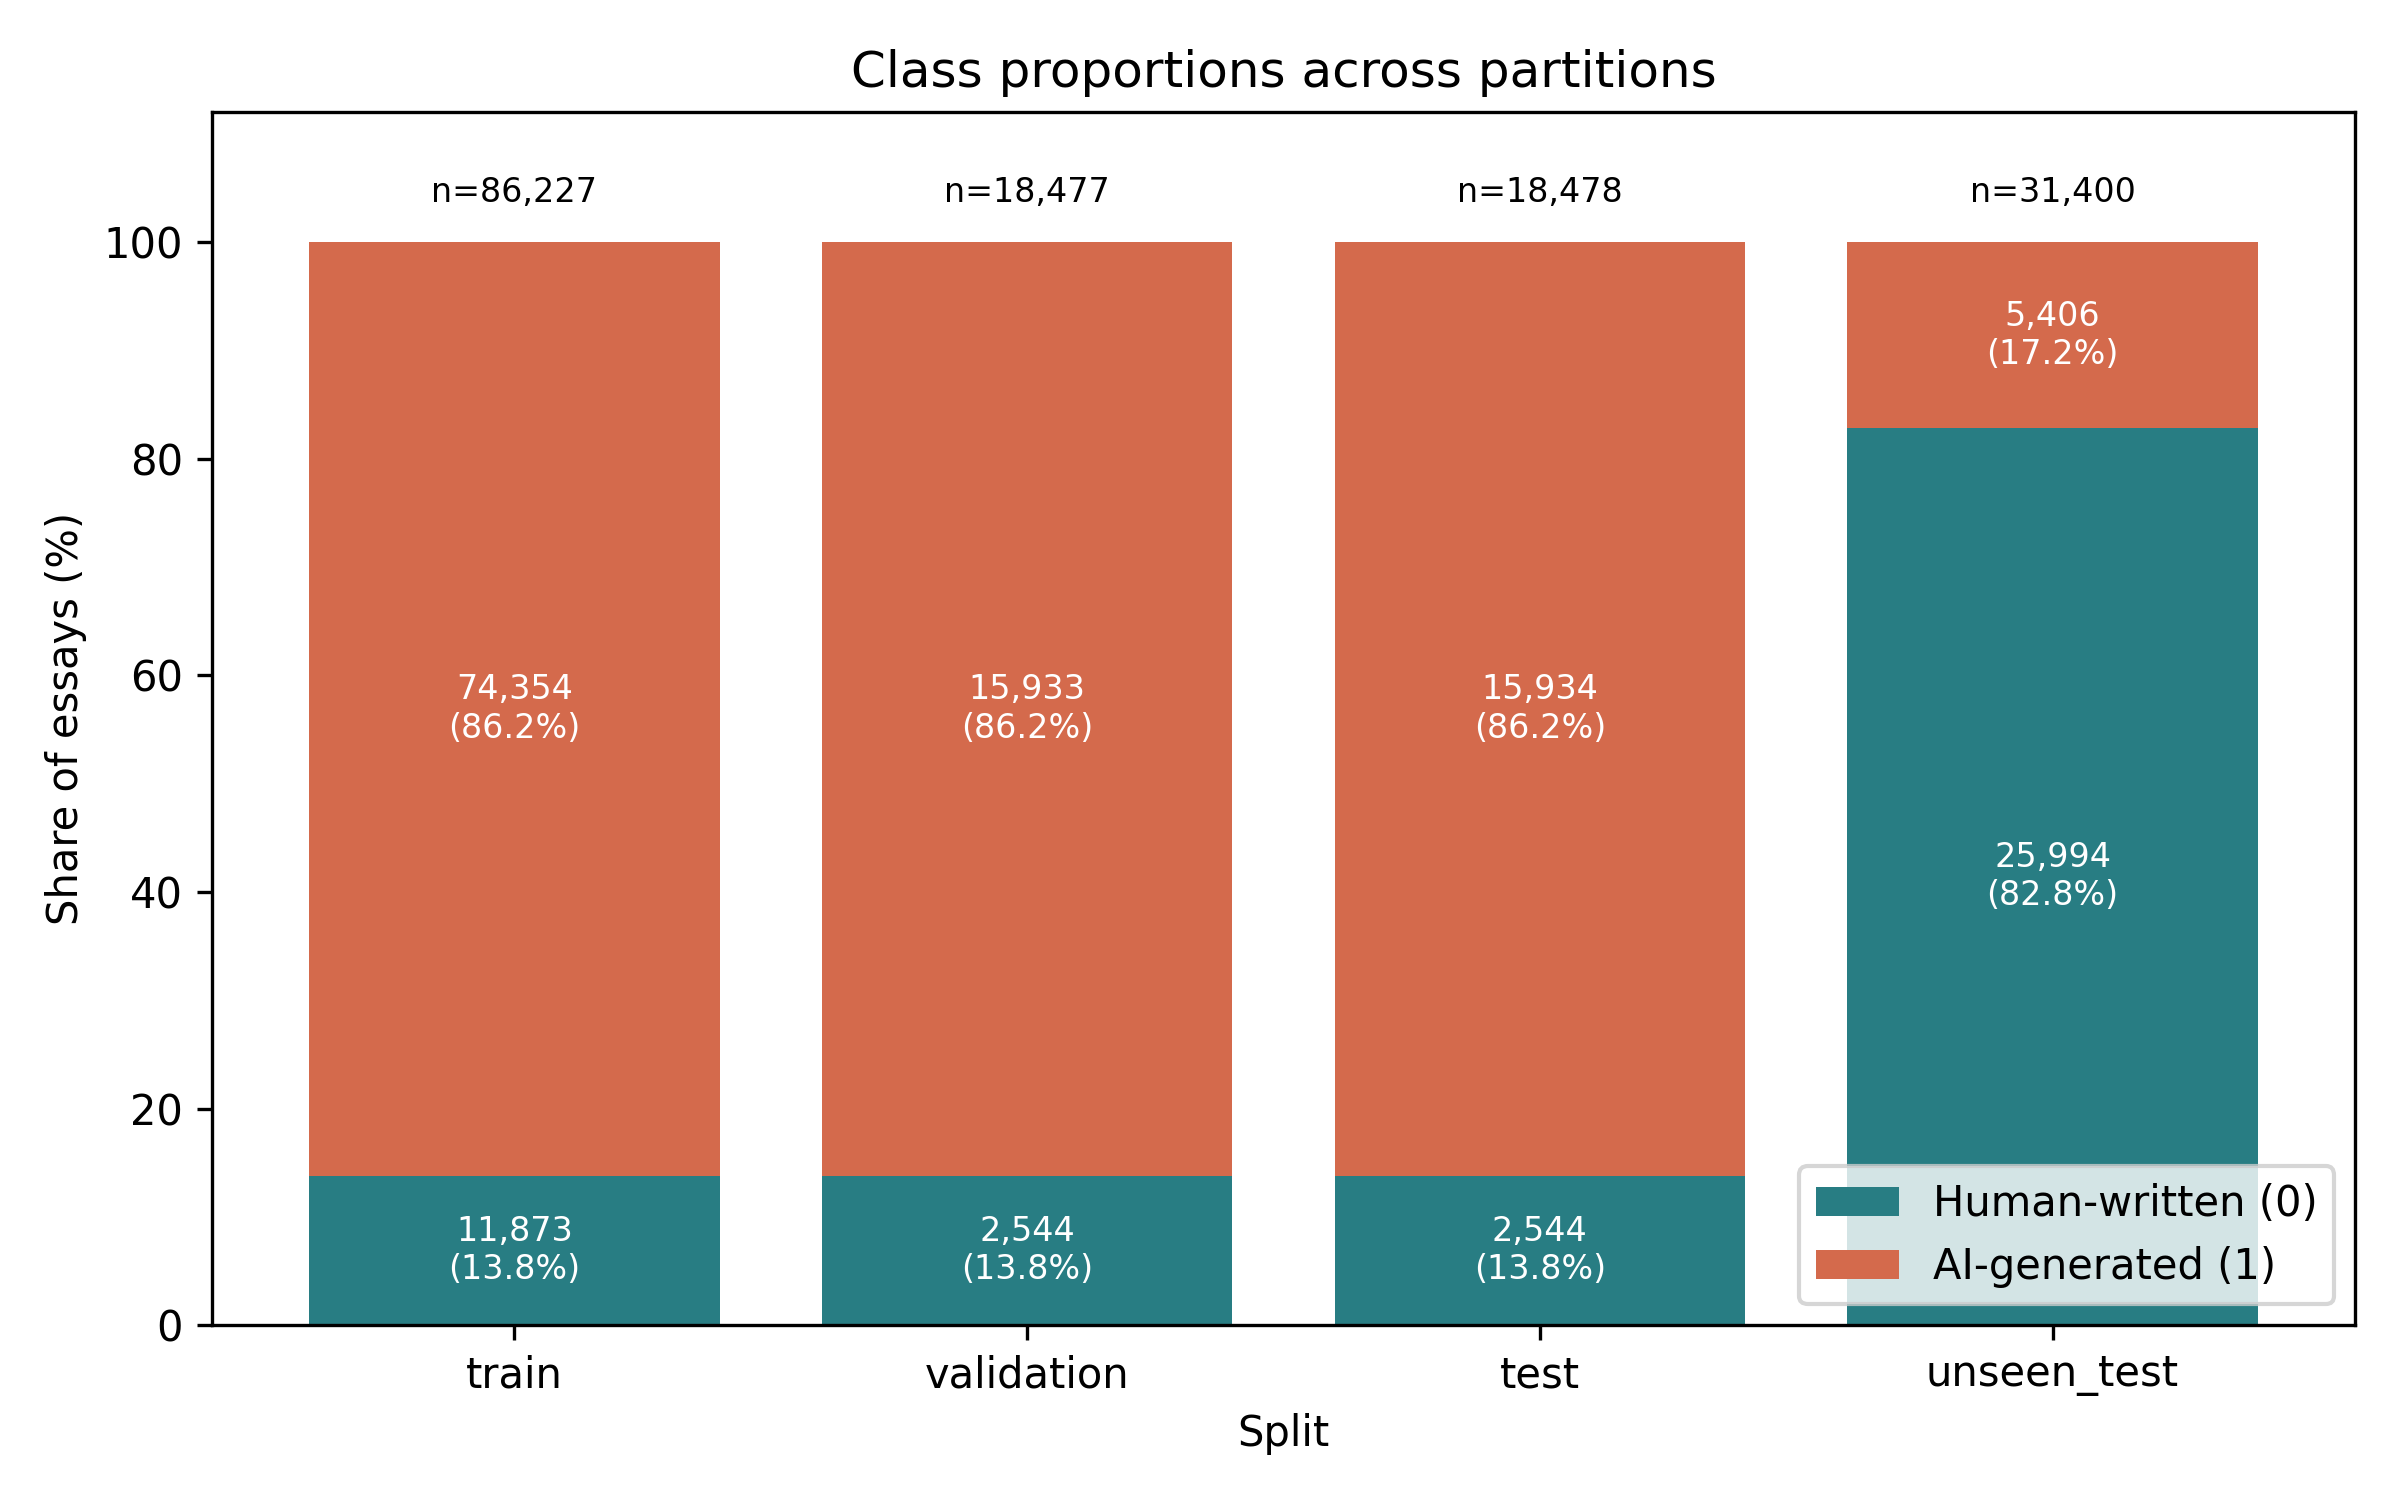 Class proportions across partitions
n=86,227
n=18,477
n=18,478
n=31,400
Share of essays (%)
100
80
60
40
20
0
74,354
(86.2%)
11,873
(13.8%)
15,933
(86.2%)
2,544
(13.8%)
15,934
(86.2%)
2,544
(13.8%)
5,406
(17.2%)
25,994
(82.8%)
Human-written (0)
AI-generated (1)
train
validation
test
unseen_test
Split